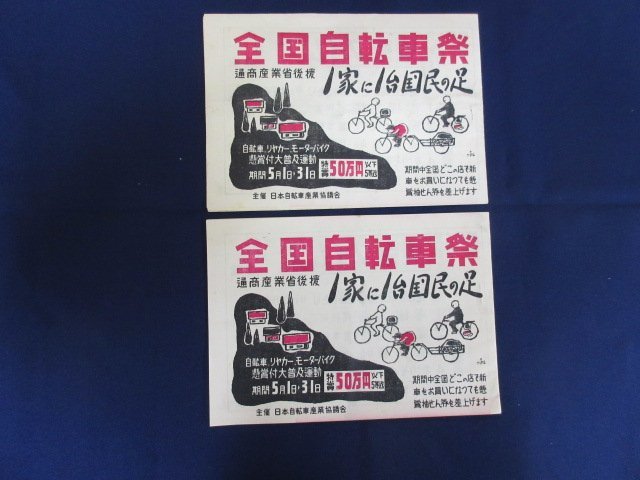 全国自転車祭
通商産業省後援
1家に1台国民の足
自転車、リヤカー、モーターバイク
懸賞付大普及運動
期間5月1日・31日
特賞 50万円 以下5等迄
期間中全国どこの店で新
車をお買いになつても懸
賞抽せん券を差上げます
主催 日本自転車産業協議会
全国自転車祭
通商産業省後援
1家に1台国民の足
自転車、リヤカー、モーターバイク
懸賞付大普及運動
期間5月1日・31日
特賞 50万円 以下5等迄
期間中全国どこの店で新
車をお買いになつても懸
賞抽せん券を差上げます
主催 日本自転車産業協議会